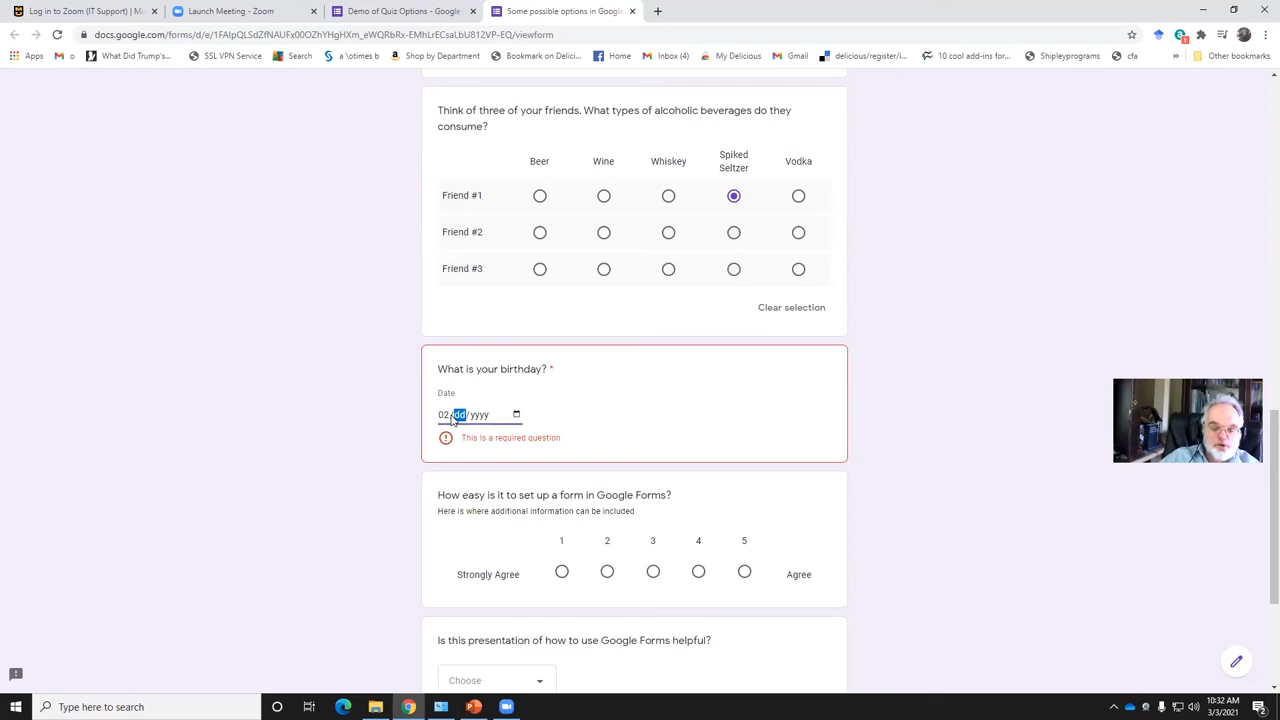 Log in to Zoom (IT Support) | Mic
Launch Meeting - Zoom
Demo of Quiz Options - Google
Some possible options in Google
docs.google.com/forms/d/e/1FAIpQLSdZfNAUFx00OZhYHgHXm_eWQRbRx-EMhLrECsaLbU812VP-EQ/viewform
Apps
o
What Did Trump's...
SSL VPN Service
Search
a \otimes b
Shop by Department
Bookmark on Delici...
Home
Inbox (4)
My Delicious
Gmail
delicious/register/i...
10 cool add-ins for...
Shipleyprograms
cfa
»
Other bookmarks
Think of three of your friends. What types of alcoholic beverages do they
consume?
Beer
Wine
Whiskey
Spiked
Seltzer
Vodka
Friend #1
Friend #2
Friend #3
Clear selection
What is your birthday? *
Date
02/dd/yyyy
This is a required question
How easy is it to set up a form in Google Forms?
Here is where additional information can be included
1 2 3 4 5
Strongly Agree
Agree
Is this presentation of how to use Google Forms helpful?
Choose
Type here to search
10:32 AM
3/3/2021